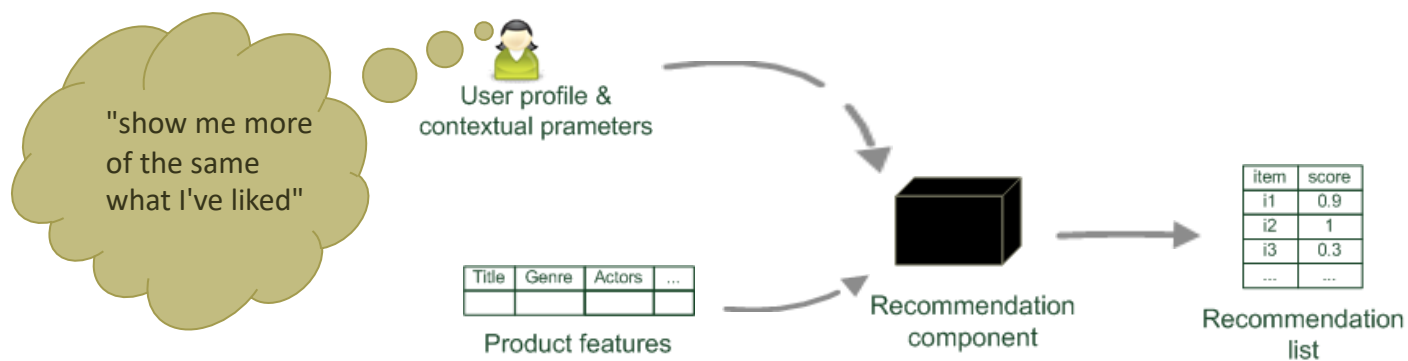 "show me more
of the same
what I've liked"
User profile &
contextual prameters
Title Genre Actors ...
Product features
Recommendation
component
item score
i1 0.9
i2 1
i3 0.3
... ...
Recommendation
list